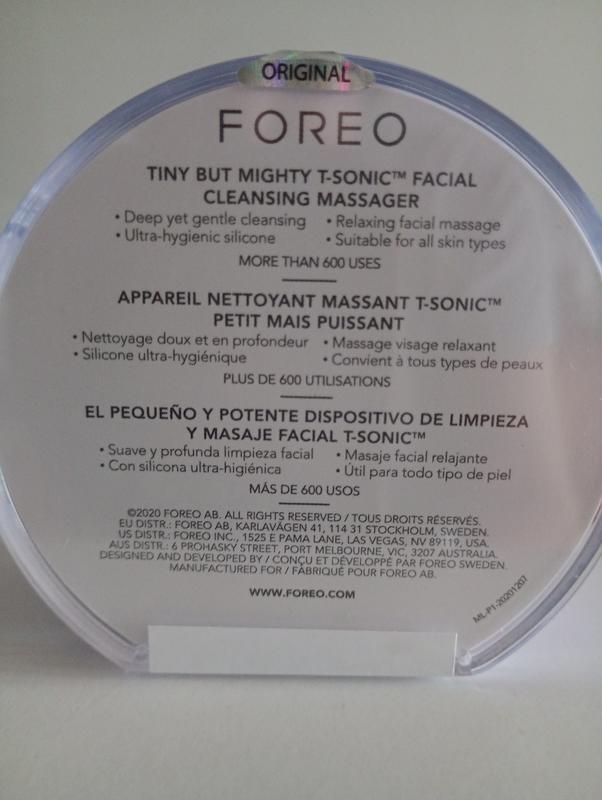 ORIGINAL
FOREO
TINY BUT MIGHTY T-SONIC™ FACIAL
CLEANSING MASSAGER
• Deep yet gentle cleansing • Relaxing facial massage
• Ultra-hygienic silicone • Suitable for all skin types
MORE THAN 600 USES
APPAREIL NETTOYANT MASSANT T-SONIC™
PETIT MAIS PUISSANT
• Nettoyage doux et en profondeur • Massage visage relaxant
• Silicone ultra-hygiénique • Convient à tous types de peaux
PLUS DE 600 UTILISATIONS
EL PEQUEÑO Y POTENTE DISPOSITIVO DE LIMPIEZA
Y MASAJE FACIAL T-SONIC™
• Suave y profunda limpieza facial • Masaje facial relajante
• Con silicona ultra-higiénica • Útil para todo tipo de piel
MÁS DE 600 USOS
©2020 FOREO AB. ALL RIGHTS RESERVED / TOUS DROITS RÉSERVÉS.
EU DISTR.: FOREO AB, KARLAVÄGEN 41, 114 31 STOCKHOLM, SWEDEN.
US DISTR.: FOREO INC., 1525 E PAMA LANE, LAS VEGAS, NV 89119, USA.
AUS DISTR.: 6 PROHASKY STREET, PORT MELBOURNE, VIC, 3207 AUSTRALIA.
DESIGNED AND DEVELOPED BY / CONÇU ET DÉVELOPPÉ PAR FOREO SWEDEN.
MANUFACTURED FOR / FABRIQUÉ POUR FOREO AB.
WWW.FOREO.COM
ML-P1-20201207